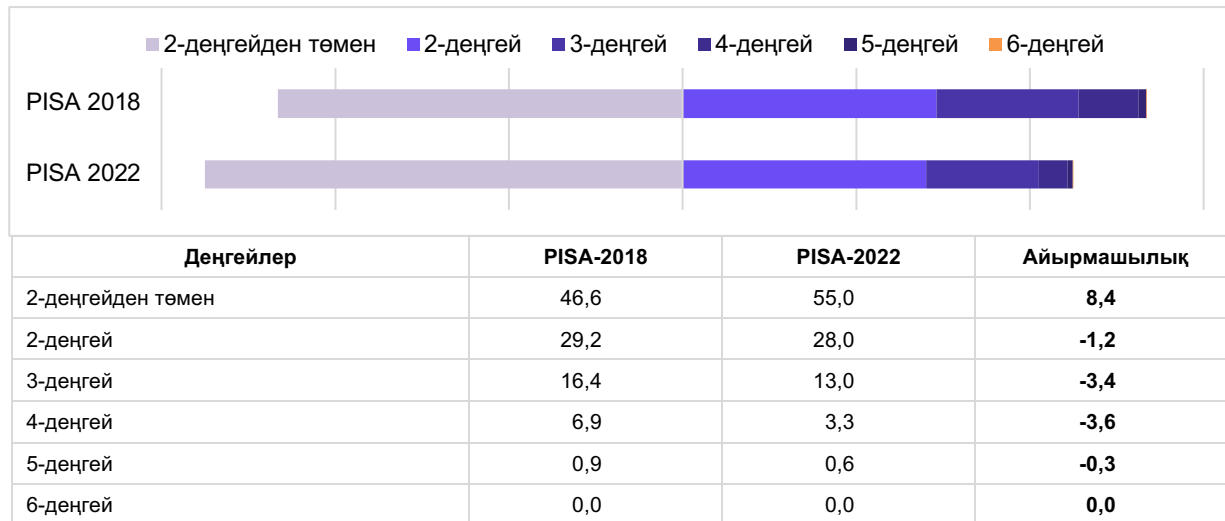 2-деңгейден төмен 2-деңгей 3-деңгей 4-деңгей 5-деңгей 6-деңгей
PISA 2018
PISA 2022
Деңгейлер PISA-2018 PISA-2022 Айырмашылық
2-деңгейден төмен 46,6 55,0 8,4
2-деңгей 29,2 28,0 -1,2
3-деңгей 16,4 13,0 -3,4
4-деңгей 6,9 3,3 -3,6
5-деңгей 0,9 0,6 -0,3
6-деңгей 0,0 0,0 0,0